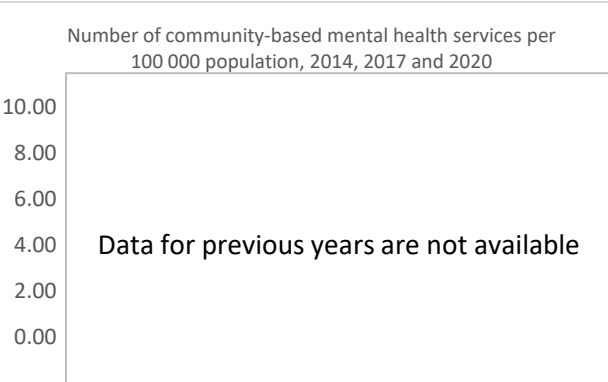 Number of community-based mental health services per
100 000 population, 2014, 2017 and 2020
10.00
8.00
6.00
4.00
Data for previous years are not available
2.00
0.00